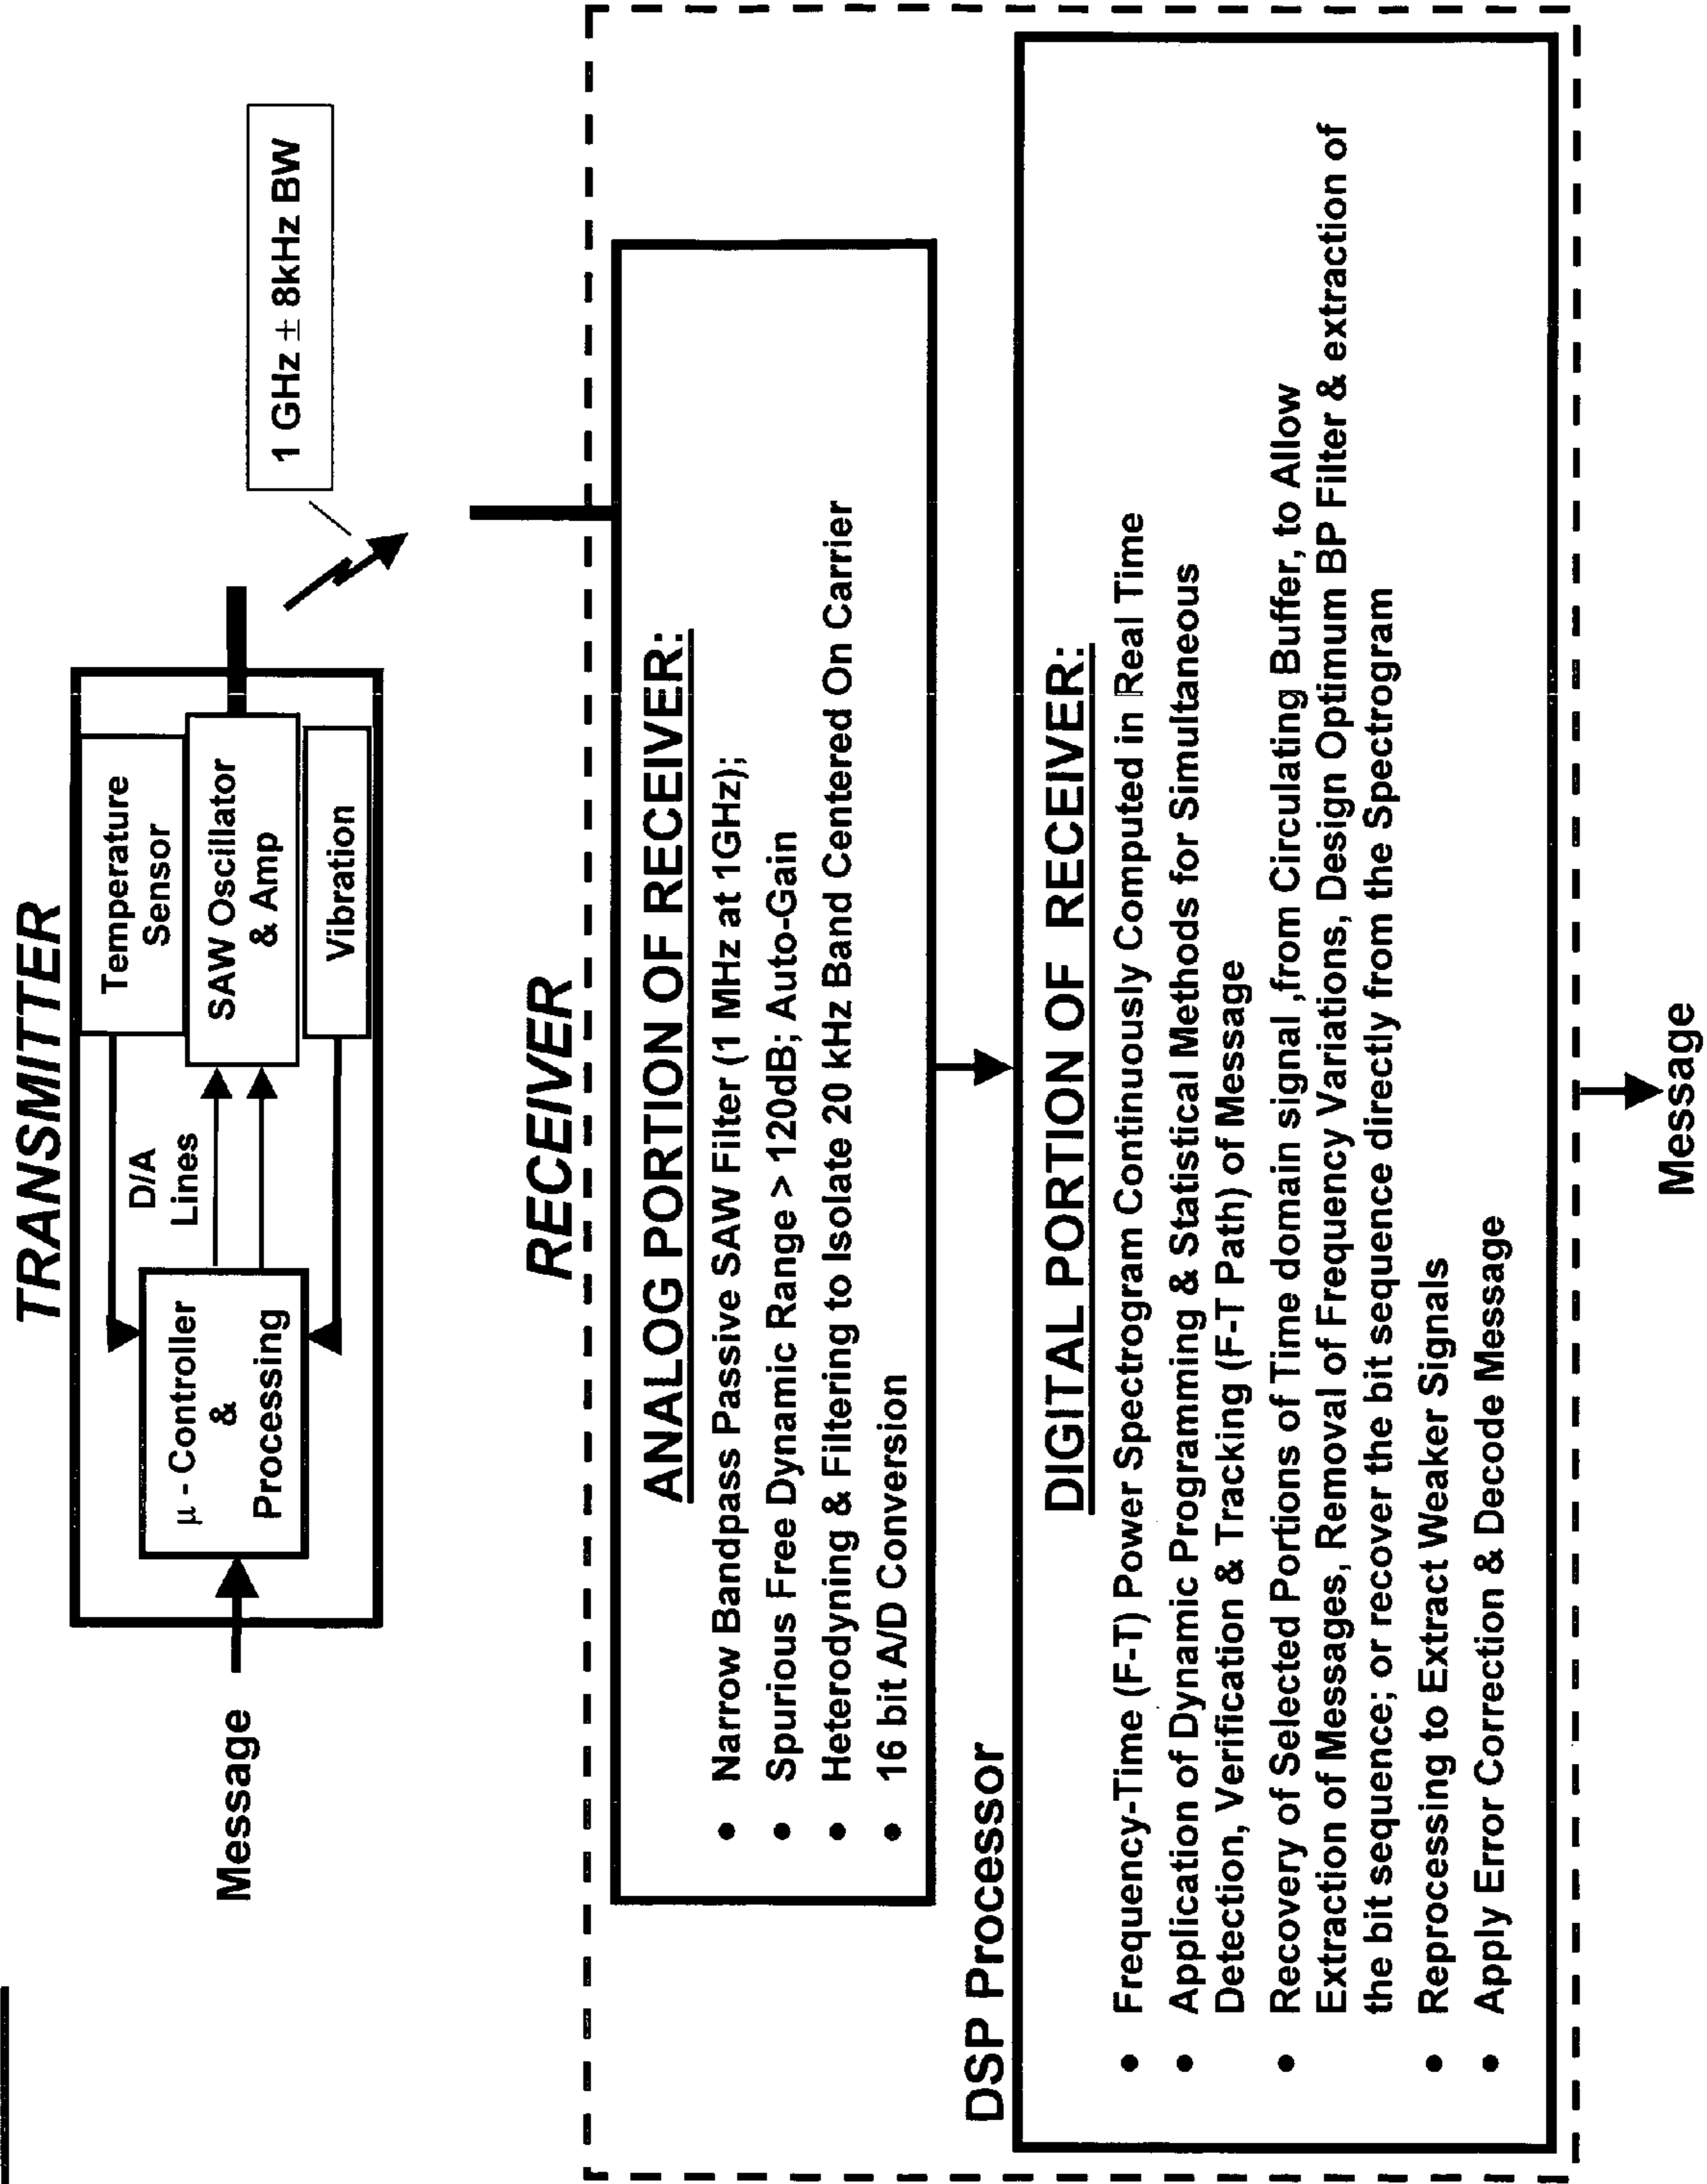 TRANSMITTER
Message
μ - Controller
&
Processing
D/A
Lines
Temperature
Sensor
SAW Oscillator
& Amp
Vibration
1 GHz ± 8kHz BW
RECEIVER
ANALOG PORTION OF RECEIVER:
• Narrow Bandpass Passive SAW Filter (1 MHz at 1GHz);
• Spurious Free Dynamic Range > 120dB; Auto-Gain
• Heterodyning & Filtering to Isolate 20 kHz Band Centered On Carrier
• 16 bit A/D Conversion
DSP Processor
DIGITAL PORTION OF RECEIVER:
• Frequency-Time (F-T) Power Spectrogram Continuously Computed in Real Time
• Application of Dynamic Programming & Statistical Methods for Simultaneous
Detection, Verification & Tracking (F-T Path) of Message
• Recovery of Selected Portions of Time domain signal ,from Circulating Buffer, to Allow
Extraction of Messages, Removal of Frequency Variations, Design Optimum BP Filter & extraction of
the bit sequence; or recover the bit sequence directly from the Spectrogram
• Reprocessing to Extract Weaker Signals
• Apply Error Correction & Decode Message
Message